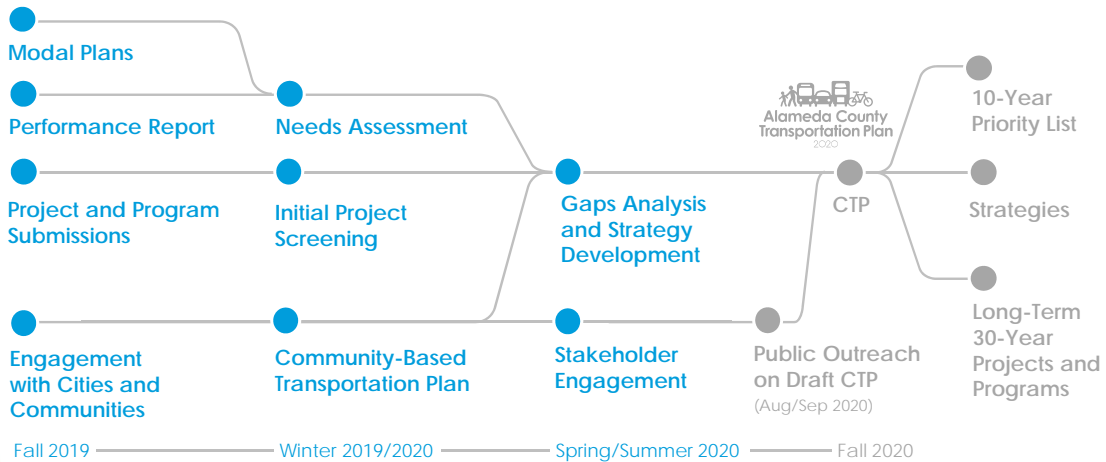 Modal Plans
Performance Report
Needs Assessment
Project and Program
Submissions
Initial Project
Screening
Gaps Analysis
and Strategy
Development
Alameda County
Transportation Plan
2020
CTP
10-Year
Priority List
Strategies
Long-Term
30-Year
Projects and
Programs
Engagement
with Cities and
Communities
Community-Based
Transportation Plan
Stakeholder
Engagement
Public Outreach
on Draft CTP
(Aug/Sep 2020)
Fall 2019
Winter 2019/2020
Spring/Summer 2020
Fall 2020